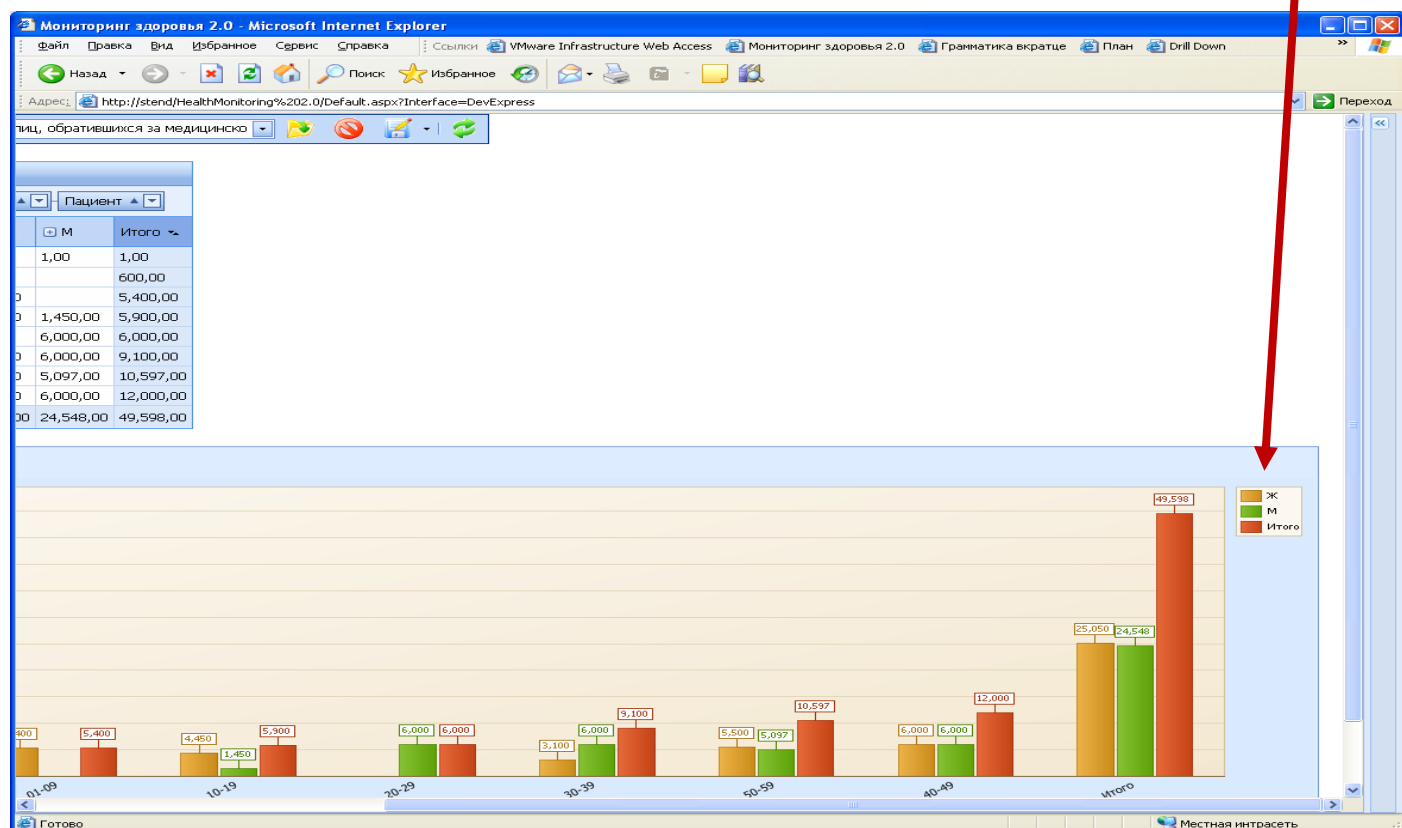 Мониторинг здоровья 2.0 - Microsoft Internet Explorer
Файл Правка Вид Избранное Сервис Справка Ссылки VMware Infrastructure Web Access Мониторинг здоровья 2.0 Грамматика вкратце План Drill Down »
Назад Поиск Избранное
Адрес: http://stend/HealthMonitoring%202.0/Default.aspx?Interface=DevExpress Переход
лиц, обратившихся за медицинско
Пациент
М Итого
1,00 1,00
600,00
0 5,400,00
0 1,450,00 5,900,00
6,000,00 6,000,00
0 6,000,00 9,100,00
0 5,097,00 10,597,00
0 6,000,00 12,000,00
00 24,548,00 49,598,00
49,598
Ж
М
Итого
25,050 24,548
12,000
10,597
9,100
400 5,400 4,450 1,450 5,900 6,000 6,000 3,100 6,000 5,500 5,097 6,000 6,000
01-09 10-19 20-29 30-39 50-59 40-49 Итого
Готово Местная интрасеть